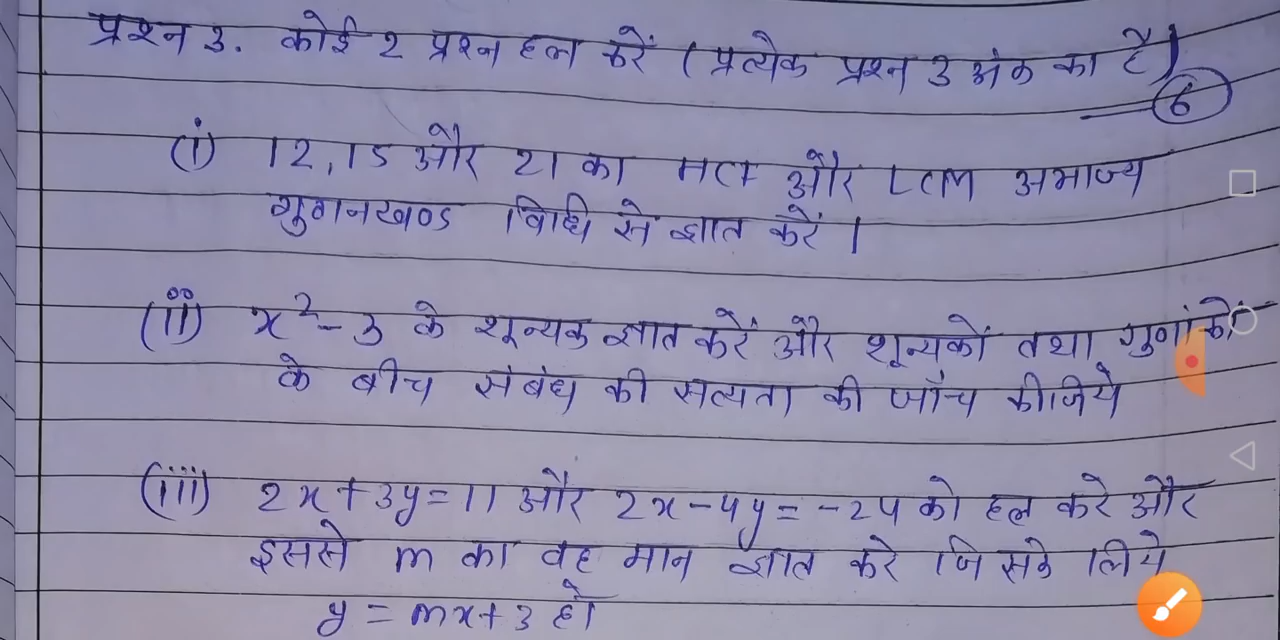 प्रश्न 3. कोई 2 प्रश्न हल करें (प्रत्येक प्रश्न 3 अंक का है)
6
(i) 12, 15 और 21 का HCF और LCM अभाज्य
गुणनखण्ड विधि से ज्ञात करें।
(ii) x² - 3 के शून्यक ज्ञात करें और शून्यकों तथा गुणांकों
के बीच संबंध की सत्यता की जाँच कीजिये
(iii) 2x + 3y = 11 और 2x - 4y = -24 को हल करे और
इससे m का वह मान ज्ञात करे जिसके लिये
y = mx + 3 हो